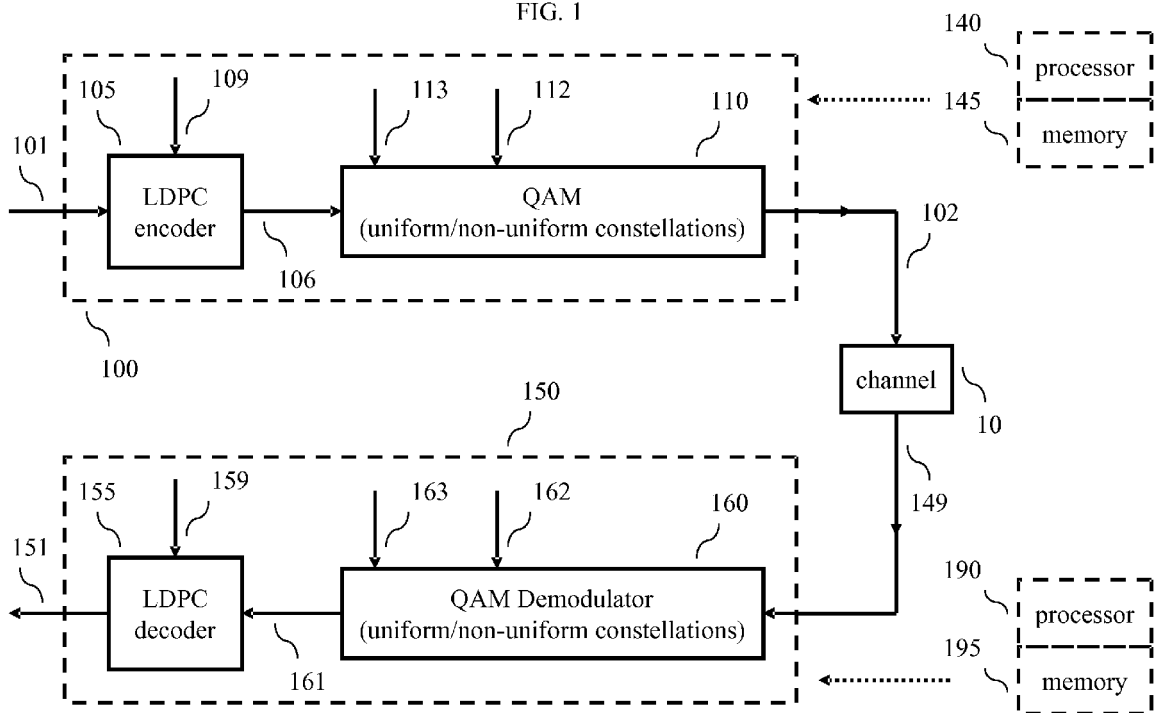 FIG. 1
140
processor
145
memory
105
109
113
112
110
101
LDPC
encoder
QAM
(uniform/non-uniform constellations)
102
106
100
channel
10
150
149
155
159
163
162
160
151
LDPC
decoder
QAM Demodulator
(uniform/non-uniform constellations)
161
190
processor
195
memory